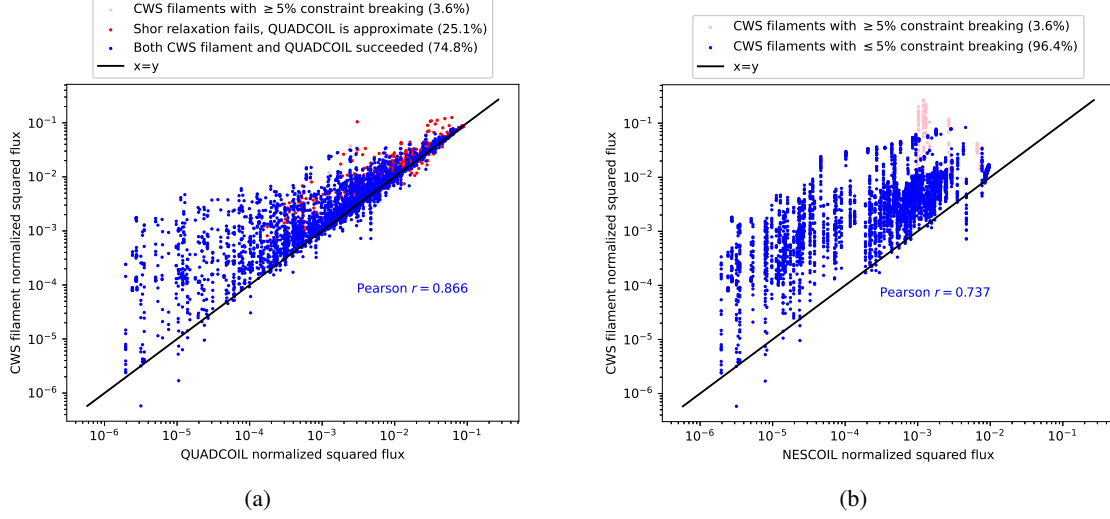 CWS filaments with ≥ 5% constraint breaking (3.6%)
Shor relaxation fails, QUADCOIL is approximate (25.1%)
Both CWS filament and QUADCOIL succeeded (74.8%)
x=y
CWS filament normalized squared flux
10⁻¹
10⁻²
10⁻³
10⁻⁴
10⁻⁵
10⁻⁶
Pearson r = 0.866
10⁻⁶ 10⁻⁵ 10⁻⁴ 10⁻³ 10⁻² 10⁻¹
QUADCOIL normalized squared flux
(a)
CWS filaments with ≥ 5% constraint breaking (3.6%)
CWS filaments with ≤ 5% constraint breaking (96.4%)
x=y
CWS filament normalized squared flux
10⁻¹
10⁻²
10⁻³
10⁻⁴
10⁻⁵
10⁻⁶
Pearson r = 0.737
10⁻⁶ 10⁻⁵ 10⁻⁴ 10⁻³ 10⁻² 10⁻¹
NESCOIL normalized squared flux
(b)